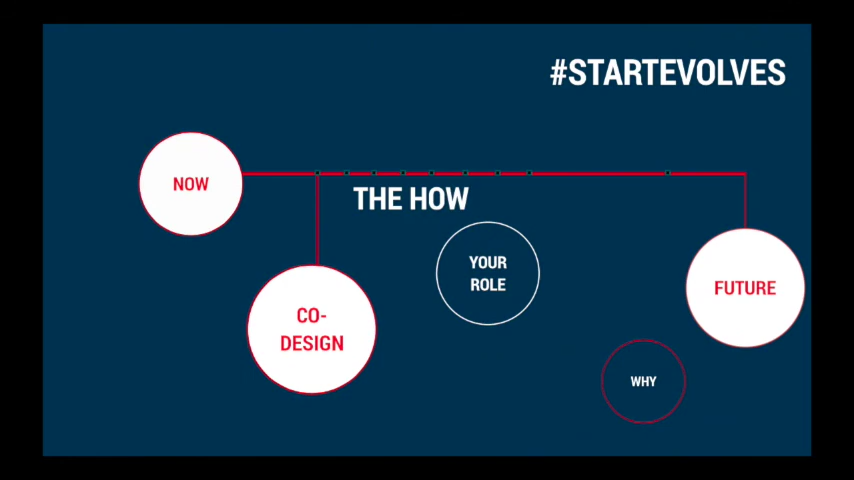 #STARTEVOLVES
NOW
THE HOW
YOUR
ROLE
CO-
DESIGN
FUTURE
WHY